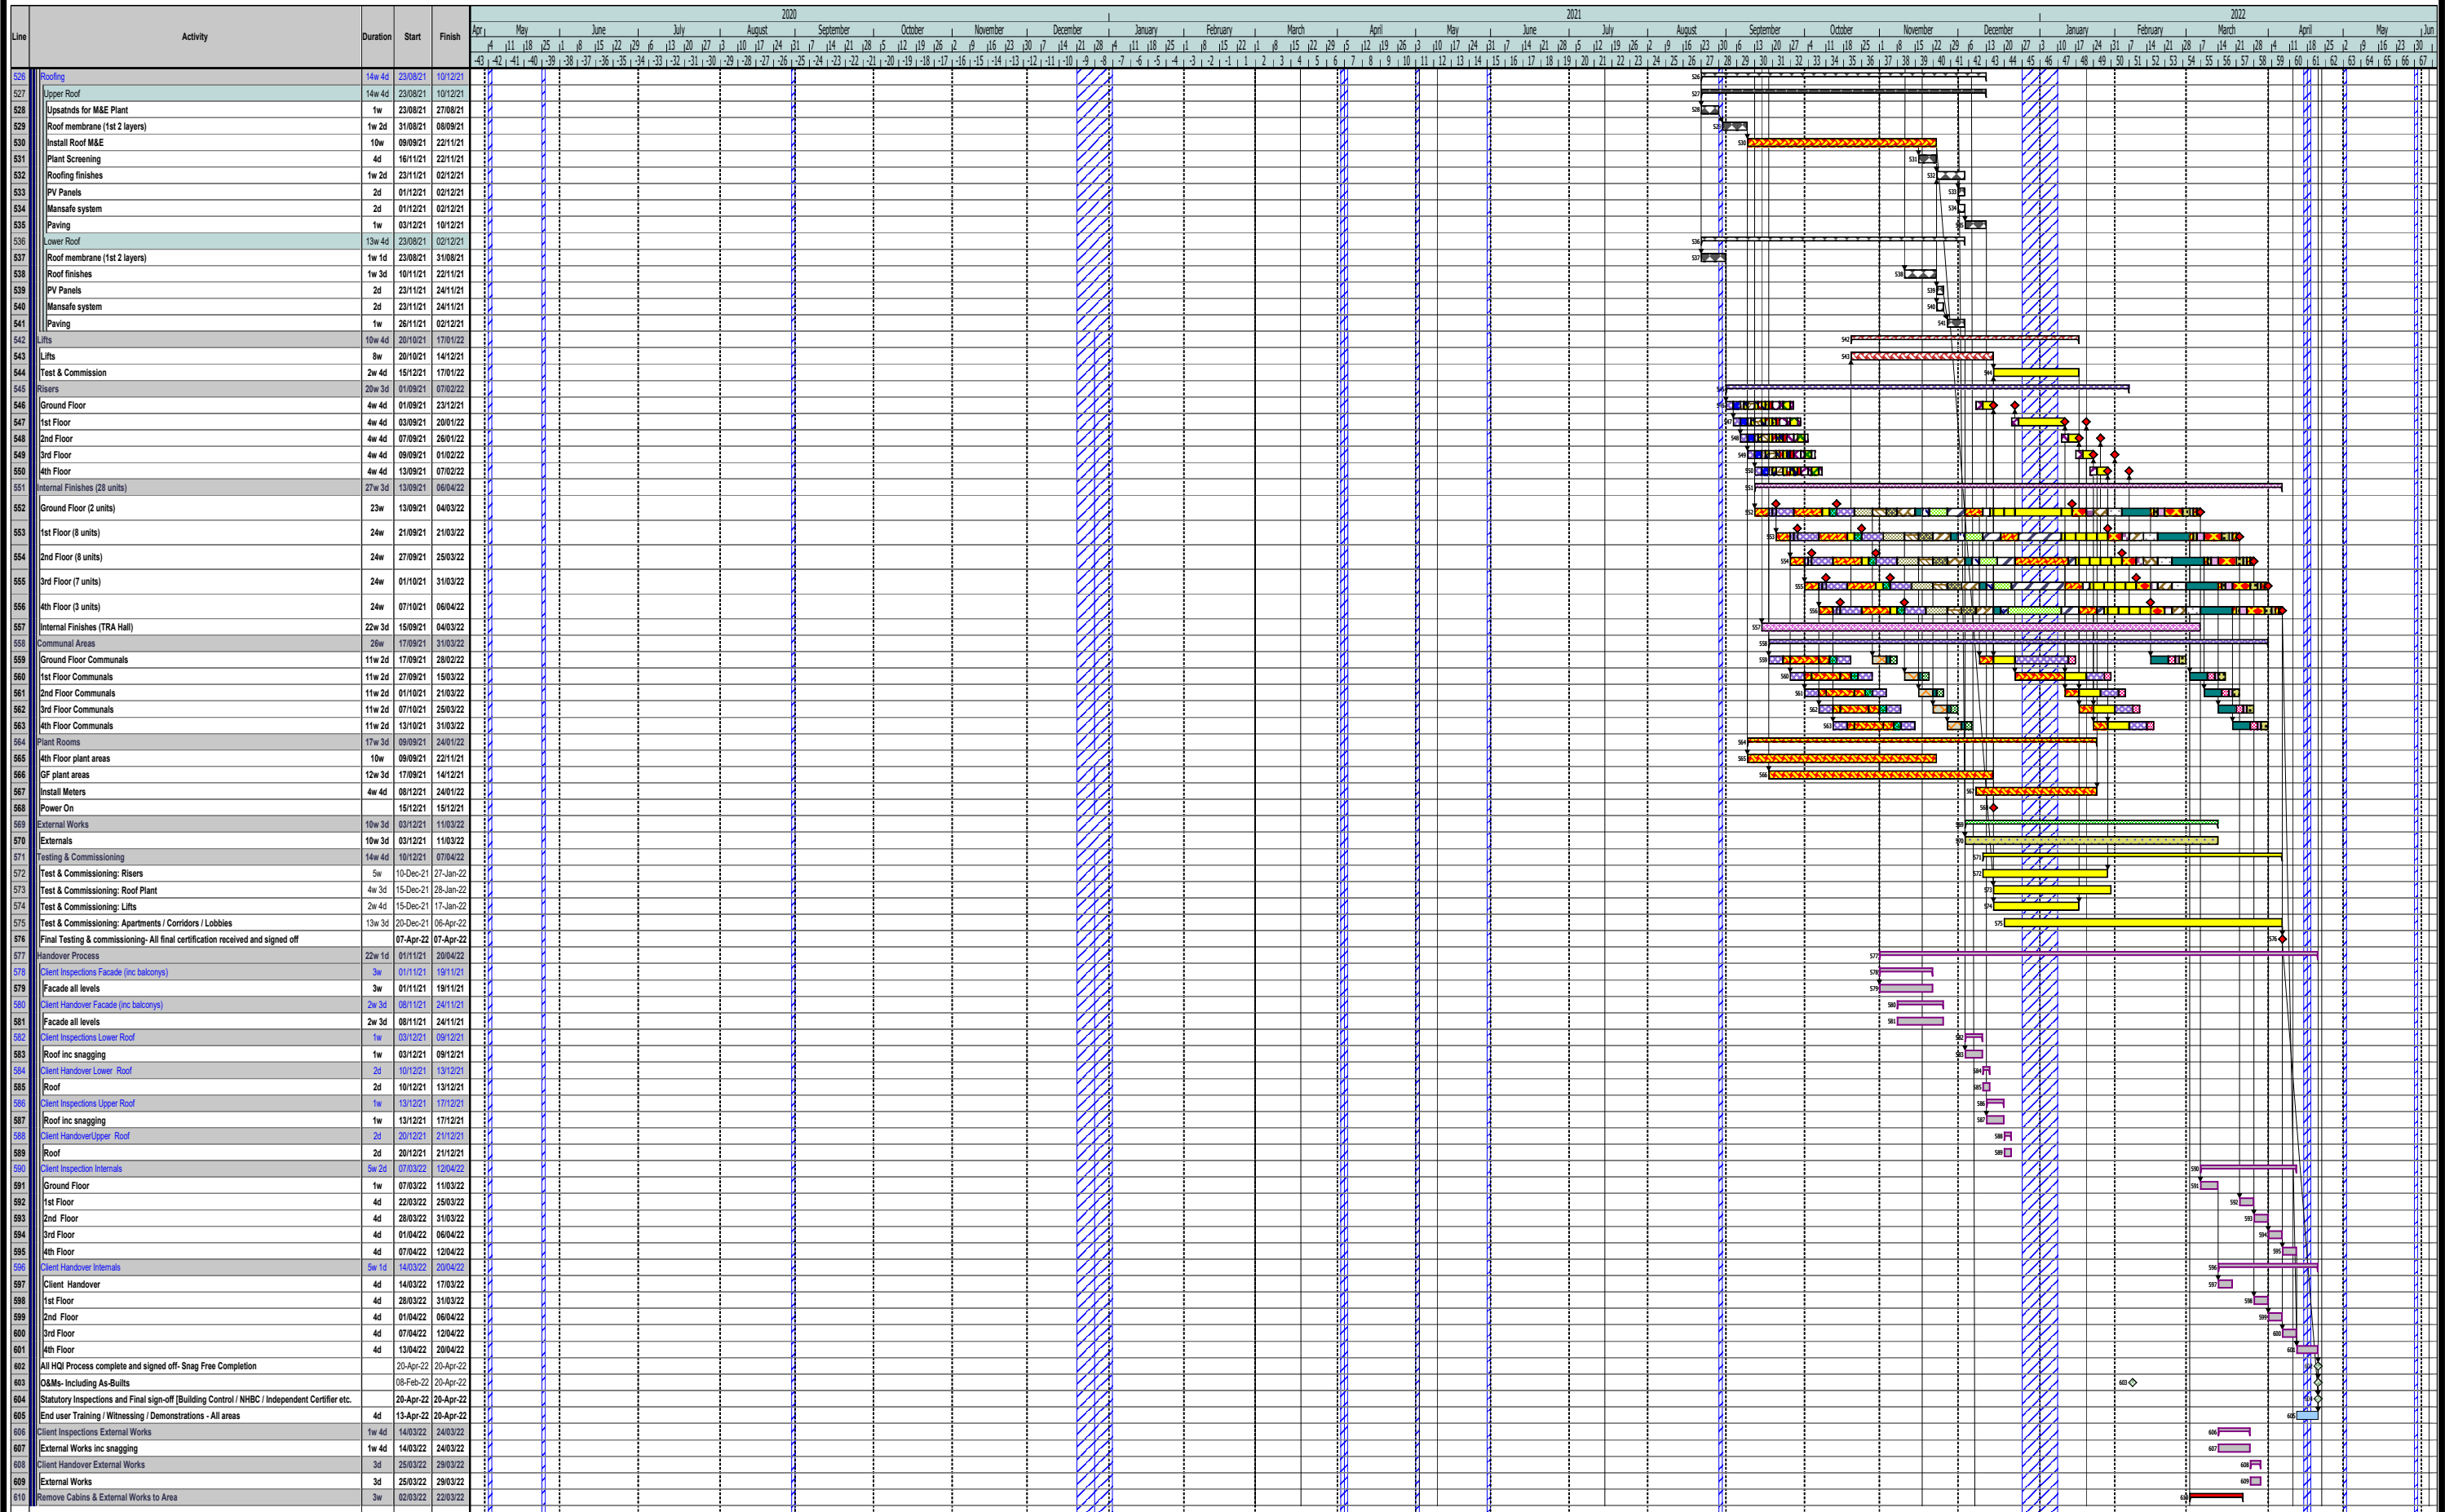 2020 2021 2022
Line Activity Duration Start Finish
Apr May June July August September October November December January February March April May June July August September October November December January February March April May Jun
526 Roofing 14w 4d 23/08/21 10/12/21
527 Upper Roof 14w 4d 23/08/21 10/12/21
528 Upsatnds for M&E Plant 1w 23/08/21 27/08/21
529 Roof membrane (1st 2 layers) 1w 2d 31/08/21 08/09/21
530 Install Roof M&E 10w 09/09/21 22/11/21
531 Plant Screening 4d 16/11/21 22/11/21
532 Roofing finishes 1w 2d 23/11/21 02/12/21
533 PV Panels 2d 01/12/21 02/12/21
534 Mansafe system 2d 01/12/21 02/12/21
535 Paving 1w 03/12/21 10/12/21
536 Lower Roof 13w 4d 23/08/21 02/12/21
537 Roof membrane (1st 2 layers) 1w 1d 23/08/21 31/08/21
538 Roof finishes 1w 3d 10/11/21 22/11/21
539 PV Panels 2d 23/11/21 24/11/21
540 Mansafe system 2d 23/11/21 24/11/21
541 Paving 1w 26/11/21 02/12/21
542 Lifts 10w 4d 20/10/21 17/01/22
543 Lifts 8w 20/10/21 14/12/21
544 Test & Commission 2w 4d 15/12/21 17/01/22
545 Risers 20w 3d 01/09/21 07/02/22
546 Ground Floor 4w 4d 01/09/21 23/12/21
547 1st Floor 4w 4d 03/09/21 20/01/22
548 2nd Floor 4w 4d 07/09/21 26/01/22
549 3rd Floor 4w 4d 09/09/21 01/02/22
550 4th Floor 4w 4d 13/09/21 07/02/22
551 Internal Finishes (28 units) 27w 3d 13/09/21 06/04/22
552 Ground Floor (2 units) 23w 13/09/21 04/03/22
553 1st Floor (8 units) 24w 21/09/21 21/03/22
554 2nd Floor (8 units) 24w 27/09/21 25/03/22
555 3rd Floor (7 units) 24w 01/10/21 31/03/22
556 4th Floor (3 units) 24w 07/10/21 06/04/22
557 Internal Finishes (TRA Hall) 22w 3d 15/09/21 04/03/22
558 Communal Areas 26w 17/09/21 31/03/22
559 Ground Floor Communals 11w 2d 17/09/21 28/02/22
560 1st Floor Communals 11w 2d 27/09/21 15/03/22
561 2nd Floor Communals 11w 2d 01/10/21 21/03/22
562 3rd Floor Communals 11w 2d 07/10/21 25/03/22
563 4th Floor Communals 11w 2d 13/10/21 31/03/22
564 Plant Rooms 17w 3d 09/09/21 24/01/22
565 4th Floor plant areas 10w 09/09/21 22/11/21
566 GF plant areas 12w 3d 17/09/21 14/12/21
567 Install Meters 4w 4d 08/12/21 24/01/22
568 Power On 15/12/21 15/12/21
569 External Works 10w 3d 03/12/21 11/03/22
570 Externals 10w 3d 03/12/21 11/03/22
571 Testing & Commissioning 14w 4d 10/12/21 07/04/22
572 Test & Commissioning: Risers 5w 10-Dec-21 27-Jan-22
573 Test & Commissioning: Roof Plant 4w 3d 15-Dec-21 28-Jan-22
574 Test & Commissioning: Lifts 2w 4d 15-Dec-21 17-Jan-22
575 Test & Commissioning: Apartments / Corridors / Lobbies 13w 3d 20-Dec-21 06-Apr-22
576 Final Testing & commissioning- All final certification received and signed off 07-Apr-22 07-Apr-22
577 Handover Process 22w 1d 01/11/21 20/04/22
578 Client Inspections Facade (inc balconys) 3w 01/11/21 19/11/21
579 Facade all levels 3w 01/11/21 19/11/21
580 Client Handover Facade (inc balconys) 2w 3d 08/11/21 24/11/21
581 Facade all levels 2w 3d 08/11/21 24/11/21
582 Client Inspections Lower Roof 1w 03/12/21 09/12/21
583 Roof inc snagging 1w 03/12/21 09/12/21
584 Client Handover Lower Roof 2d 10/12/21 13/12/21
585 Roof 2d 10/12/21 13/12/21
586 Client Inspections Upper Roof 1w 13/12/21 17/12/21
587 Roof inc snagging 1w 13/12/21 17/12/21
588 Client HandoverUpper Roof 2d 20/12/21 21/12/21
589 Roof 2d 20/12/21 21/12/21
590 Client Inspection Internals 5w 2d 07/03/22 12/04/22
591 Ground Floor 1w 07/03/22 11/03/22
592 1st Floor 4d 22/03/22 25/03/22
593 2nd Floor 4d 28/03/22 31/03/22
594 3rd Floor 4d 01/04/22 06/04/22
595 4th Floor 4d 07/04/22 12/04/22
596 Client Handover Internals 5w 1d 14/03/22 20/04/22
597 Client Handover 4d 14/03/22 17/03/22
598 1st Floor 4d 28/03/22 31/03/22
599 2nd Floor 4d 01/04/22 06/04/22
600 3rd Floor 4d 07/04/22 12/04/22
601 4th Floor 4d 13/04/22 20/04/22
602 All HQI Process complete and signed off- Snag Free Completion 20-Apr-22 20-Apr-22
603 O&Ms- Including As-Builts 08-Feb-22 20-Apr-22
604 Statutory Inspections and Final sign-off [Building Control / NHBC / Independent Certifier etc. 20-Apr-22 20-Apr-22
605 End user Training / Witnessing / Demonstrations - All areas 4d 13-Apr-22 20-Apr-22
606 Client Inspections External Works 1w 4d 14/03/22 24/03/22
607 External Works inc snagging 1w 4d 14/03/22 24/03/22
608 Client Handover External Works 3d 25/03/22 29/03/22
609 External Works 3d 25/03/22 29/03/22
610 Remove Cabins & External Works to Area 3w 02/03/22 22/03/22